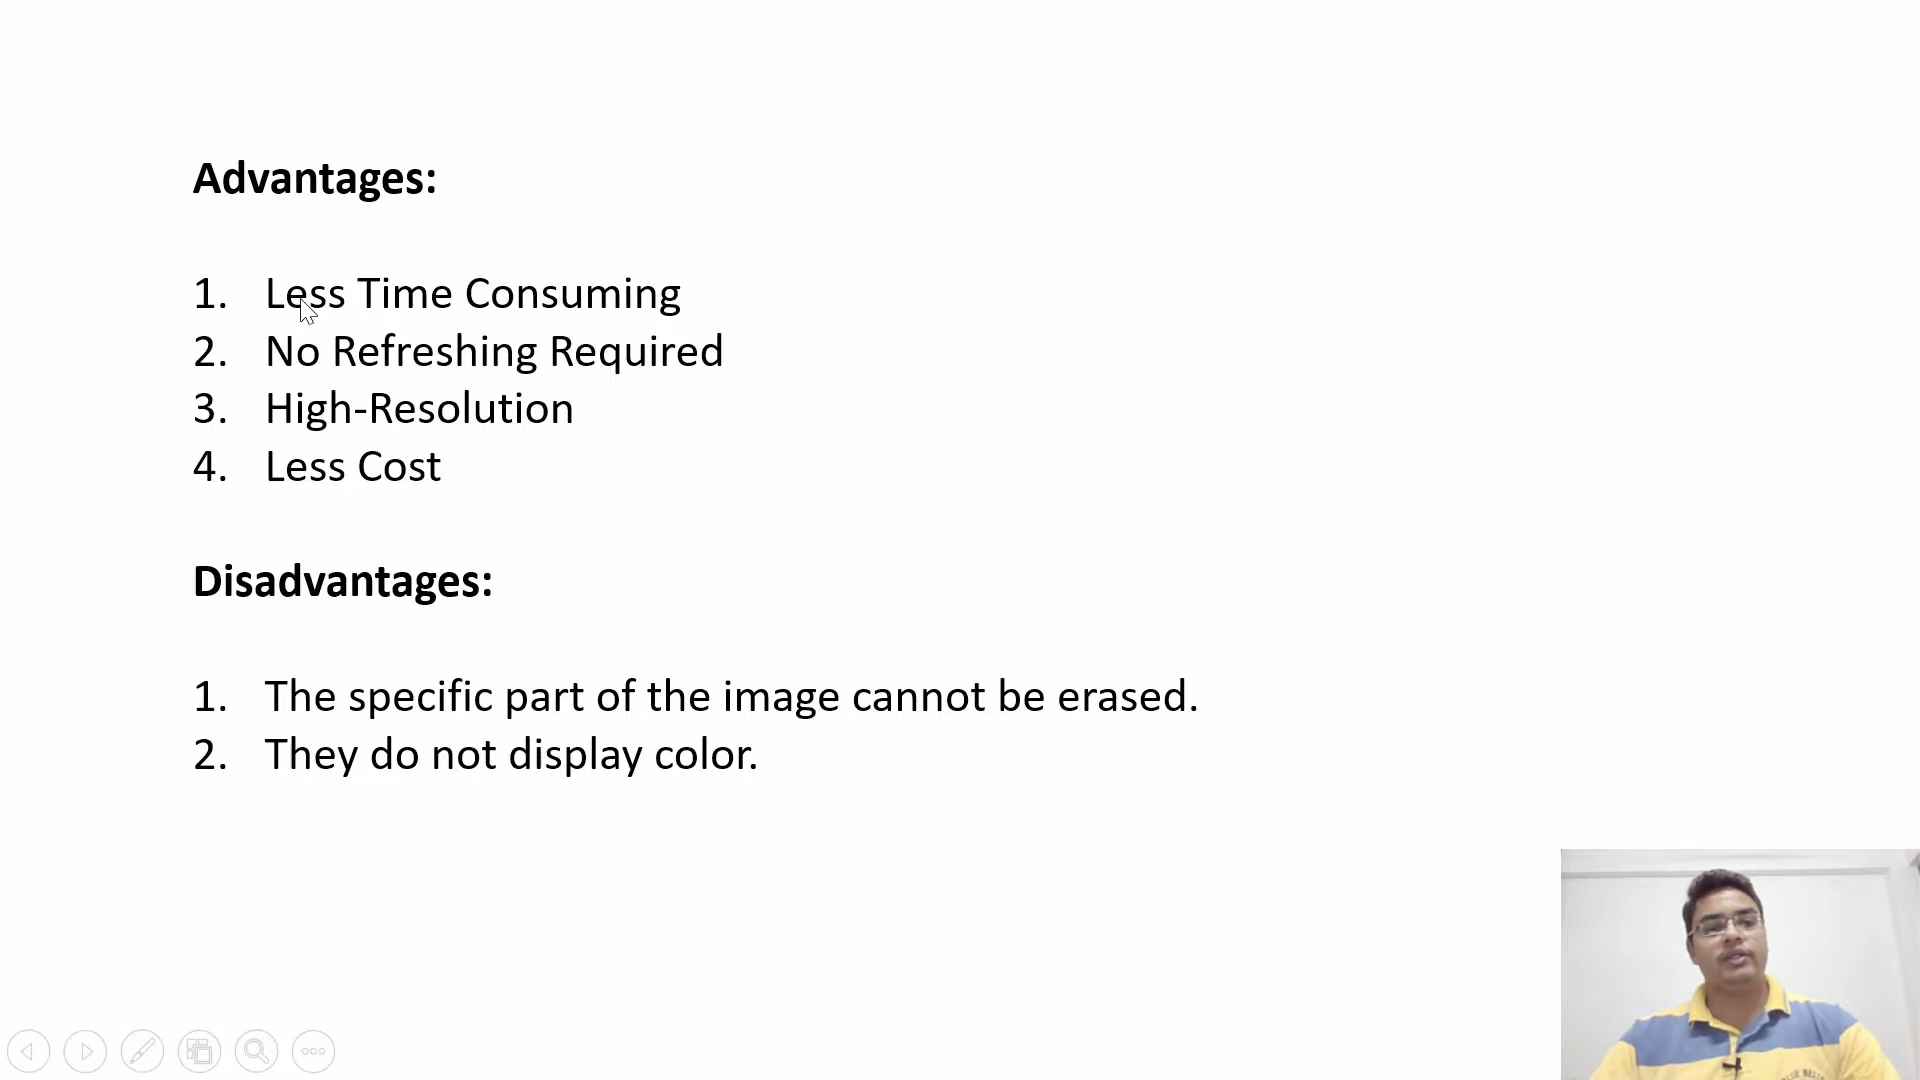 Advantages:
1. Less Time Consuming
2. No Refreshing Required
3. High-Resolution
4. Less Cost
Disadvantages:
1. The specific part of the image cannot be erased.
2. They do not display color.